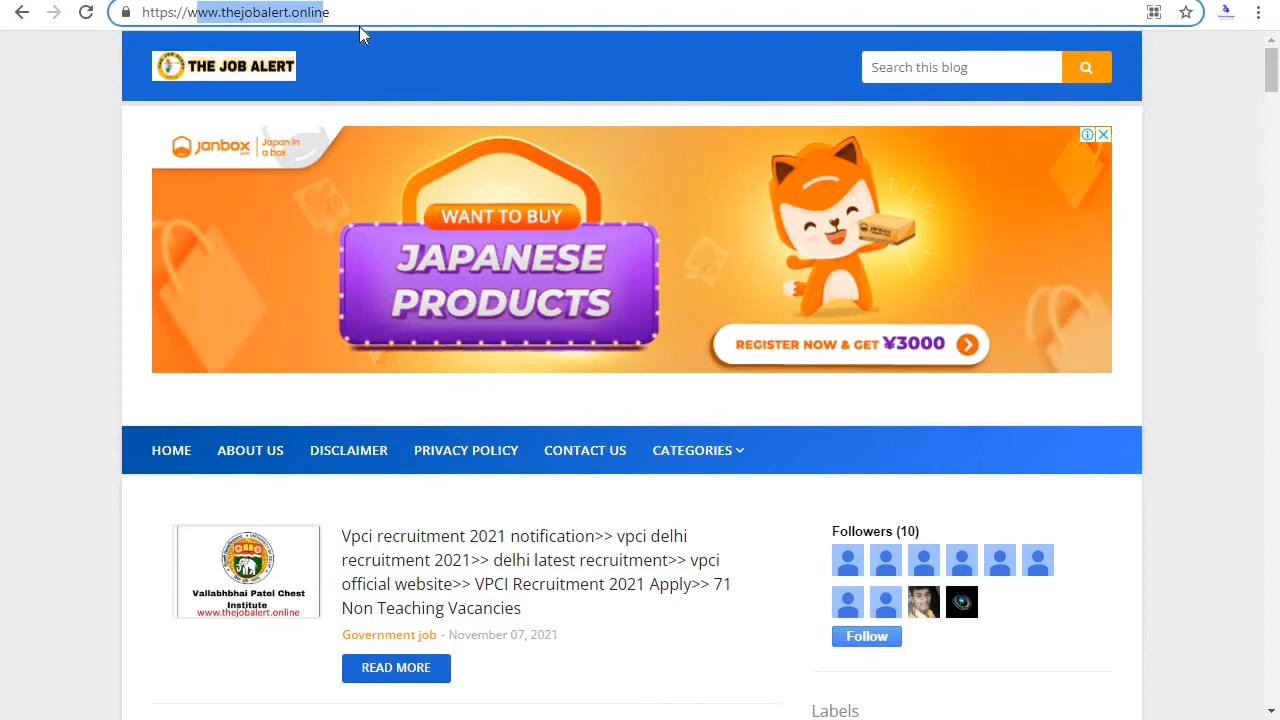 https://www.thejobalert.online
THE JOB ALERT
Search this blog
janbox
Japan in
a box
WANT TO BUY
JAPANESE
PRODUCTS
REGISTER NOW & GET ¥3000
HOME
ABOUT US
DISCLAIMER
PRIVACY POLICY
CONTACT US
CATEGORIES
Vallabhbhai Patel Chest
Institute
www.thejobalert.online
Vpci recruitment 2021 notification>> vpci delhi
recruitment 2021>> delhi latest recruitment>> vpci
official website>> VPCI Recruitment 2021 Apply>> 71
Non Teaching Vacancies
Government job - November 07, 2021
READ MORE
Followers (10)
Follow
Labels